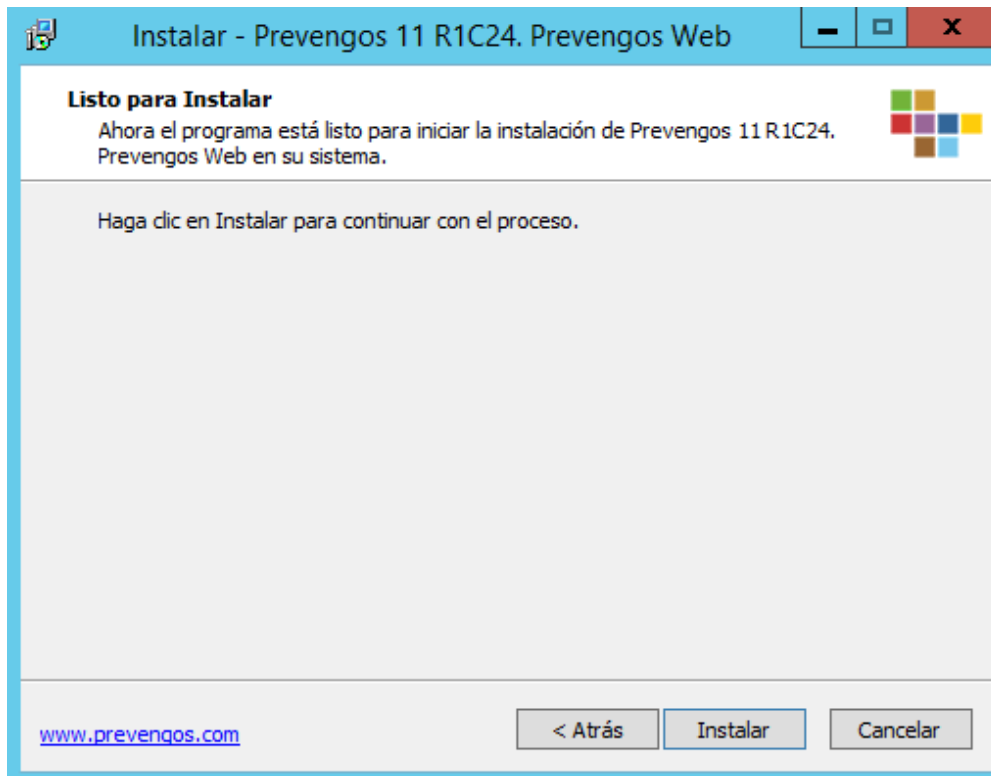 Instalar - Prevengos 11 R1C24. Prevengos Web
Listo para Instalar
Ahora el programa está listo para iniciar la instalación de Prevengos 11 R1C24.
Prevengos Web en su sistema.
Haga clic en Instalar para continuar con el proceso.
www.prevengos.com
< Atrás
Instalar
Cancelar